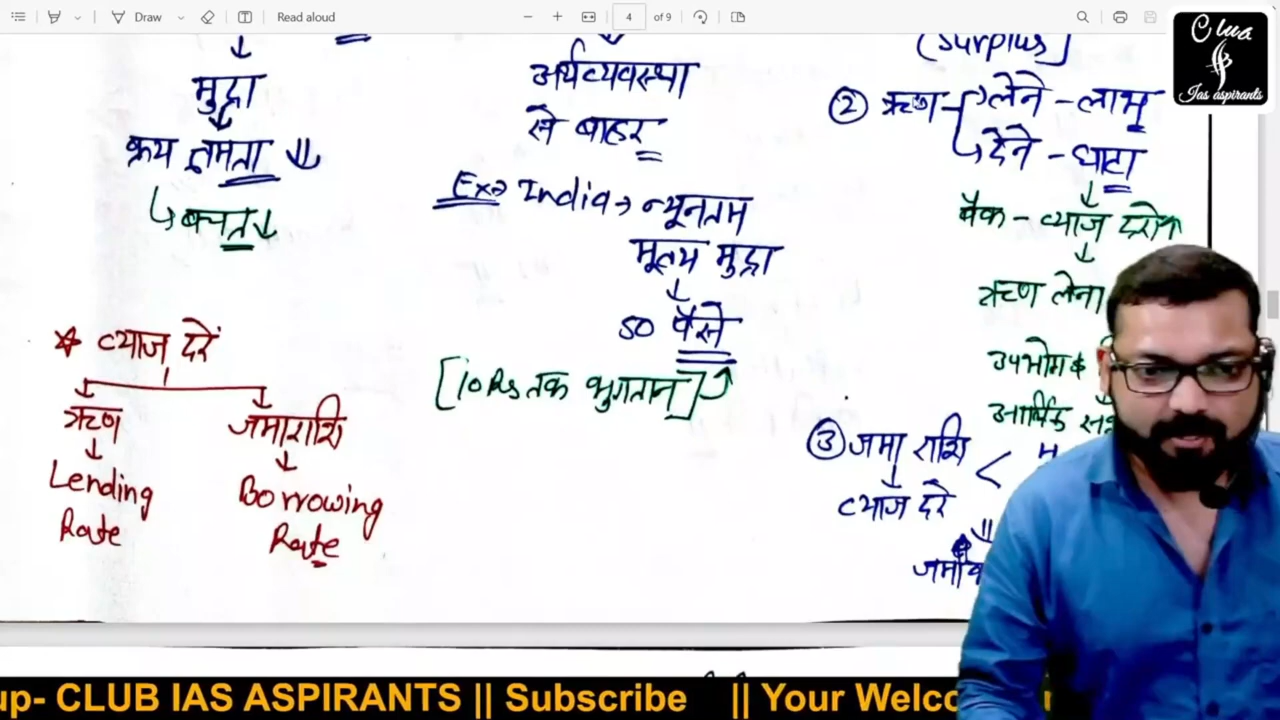 Draw
Read aloud
4
of 9
Club
Ias aspirants
मुद्रा
क्रय क्षमता
बचत
* ब्याज दरें
ऋण
जमाराशि
Lending
Rate
Borrowing
Rate
अर्थव्यवस्था
से बाहर
Ex→ India→ न्यूनतम
मूल्य मुद्रा
50 पैसे
[10 Rs तक भुगतान]
(Surplus)
② ऋण - लेने - लाभ
देने - घाटा
बैंक - ब्याज दरों
ऋण लेना
उपभोग
आर्थिक
③ जमा राशि
ब्याज दरें
up- CLUB IAS ASPIRANTS || Subscribe || Your Welco